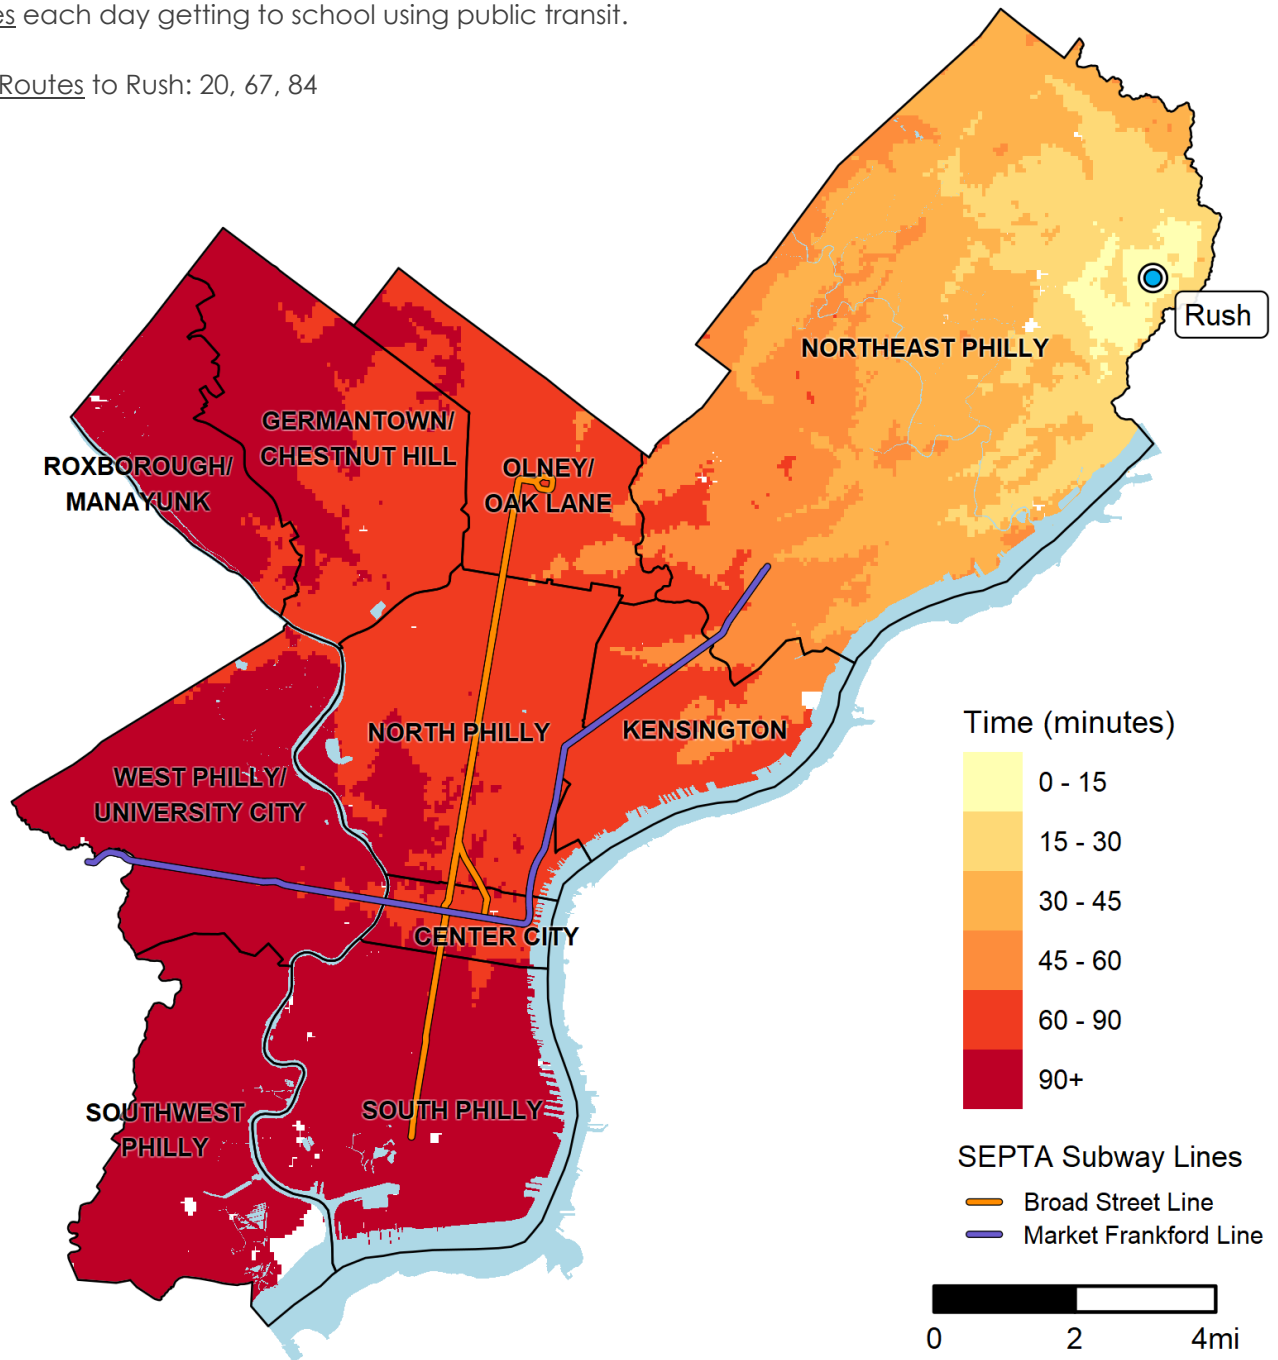 es each day getting to school using public transit.
Routes to Rush: 20, 67, 84
Rush
NORTHEAST PHILLY
GERMANTOWN/
CHESTNUT HILL
ROXBOROUGH/
MANAYUNK
OLNEY/
OAK LANE
NORTH PHILLY
KENSINGTON
WEST PHILLY/
UNIVERSITY CITY
CENTER CITY
SOUTHWEST
PHILLY
SOUTH PHILLY
Time (minutes)
0 - 15
15 - 30
30 - 45
45 - 60
60 - 90
90+
SEPTA Subway Lines
Broad Street Line
Market Frankford Line
0 2 4mi